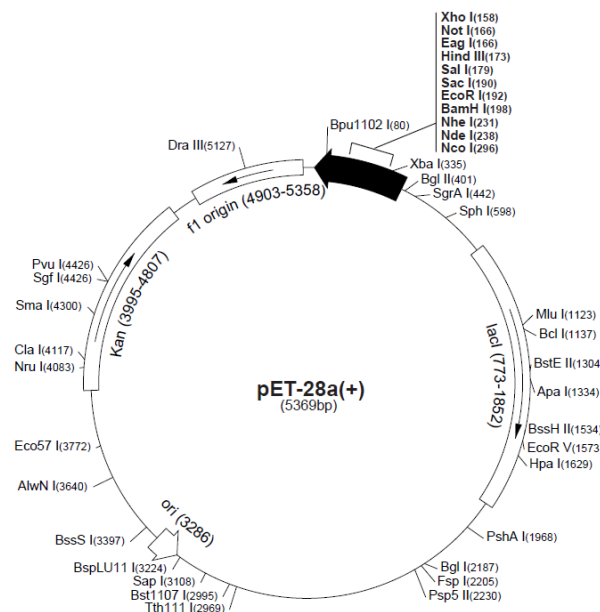 Xho I(158)
Not I(166)
Eag I(166)
Hind III(173)
Sal I(179)
Sac I(190)
EcoR I(192)
BamH I(198)
Nhe I(231)
Nde I(238)
Nco I(296)
Bpu1102 I(80)
Dra III(5127)
Xba I(335)
Bgl II(401)
SgrA I(442)
Sph I(598)
f1 origin (4903-5358)
Pvu I(4426)
Sgf I(4426)
Sma I(4300)
Kan (3995-4807)
Cla I(4117)
Nru I(4083)
lacI (773-1852)
Mlu I(1123)
Bcl I(1137)
BstE II(1304)
Apa I(1334)
BssH II(1534)
EcoR V(1573)
Hpa I(1629)
pET-28a(+)
(5369bp)
Eco57 I(3772)
AlwN I(3640)
ori (3286)
BssS I(3397)
BspLU11 I(3224)
Sap I(3108)
Bst1107 I(2995)
Tth111 I(2969)
PshA I(1968)
Bgl I(2187)
Fsp I(2205)
Psp5 II(2230)